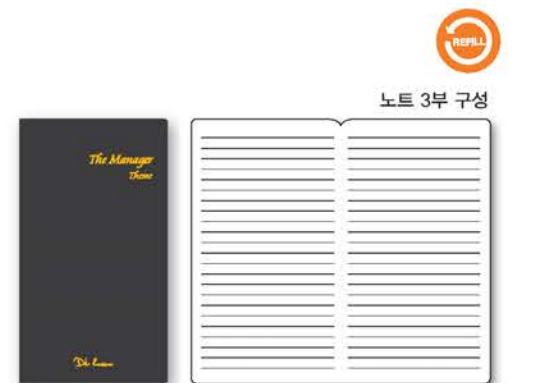 REFILL
노트 3부 구성
The Manager
Theme